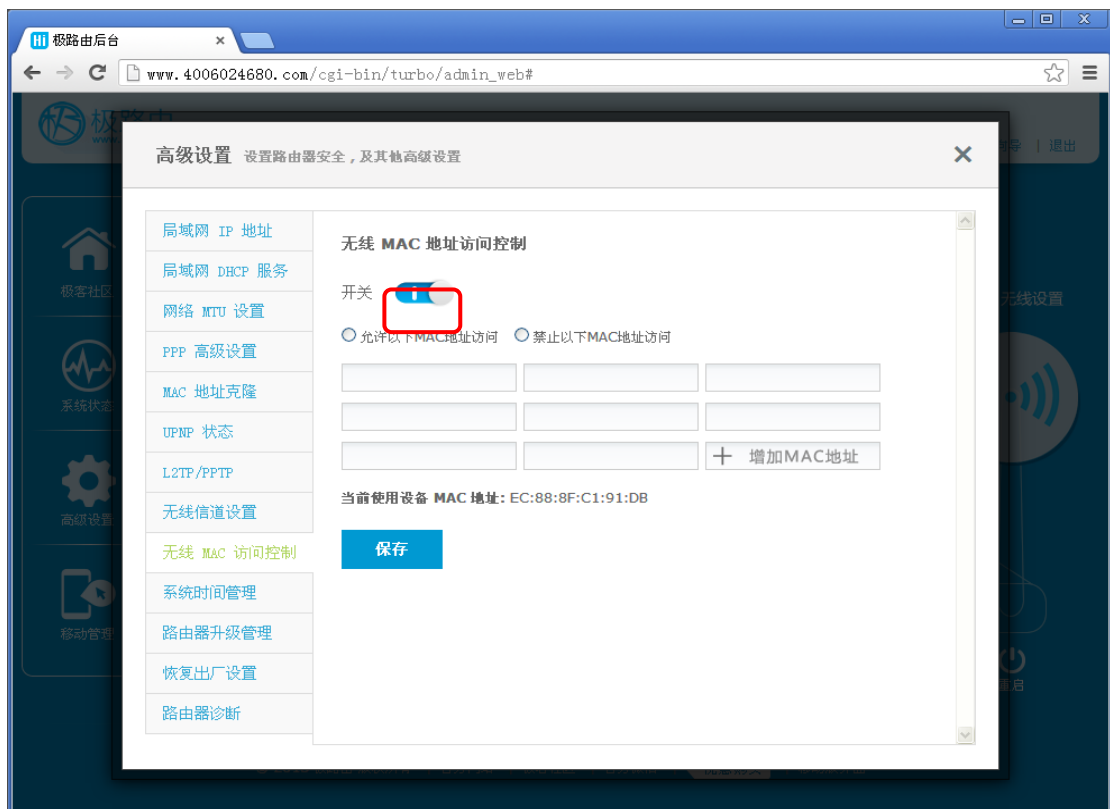 Hi 极路由后台
www.4006024680.com/cgi-bin/turbo/admin_web#
极路由
高级设置 设置路由器安全,及其他高级设置
退出
局域网 IP 地址
局域网 DHCP 服务
网络 MTU 设置
PPP 高级设置
MAC 地址克隆
UPNP 状态
L2TP/PPTP
无线信道设置
无线 MAC 访问控制
系统时间管理
路由器升级管理
恢复出厂设置
路由器诊断
无线 MAC 地址访问控制
开关
允许以下MAC地址访问 禁止以下MAC地址访问
增加MAC地址
当前使用设备 MAC 地址: EC:88:8F:C1:91:DB
保存
极客社区
系统状态
高级设置
移动管理
无线设置
重启